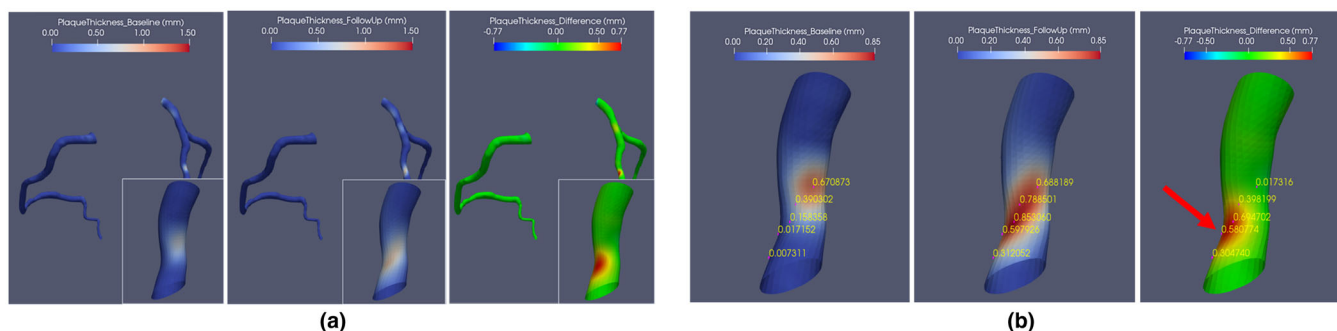 PlaqueThickness_Baseline (mm)
0.00 0.50 1.00 1.50
PlaqueThickness_FollowUp (mm)
0.00 0.50 1.00 1.50
PlaqueThickness_Difference (mm)
-0.77 0.00 0.77
(a)
PlaqueThickness_Baseline (mm)
0.00 0.20 0.40 0.60 0.85
0.670873
0.390302
0.158358
0.017152
0.007311
PlaqueThickness_FollowUp (mm)
0.00 0.20 0.40 0.60 0.85
0.688189
0.788501
0.853060
0.597926
0.312052
PlaqueThickness_Difference (mm)
-0.77 -0.50 0.00 0.50 0.77
0.017316
0.398199
0.694702
0.580774
0.304740
(b)